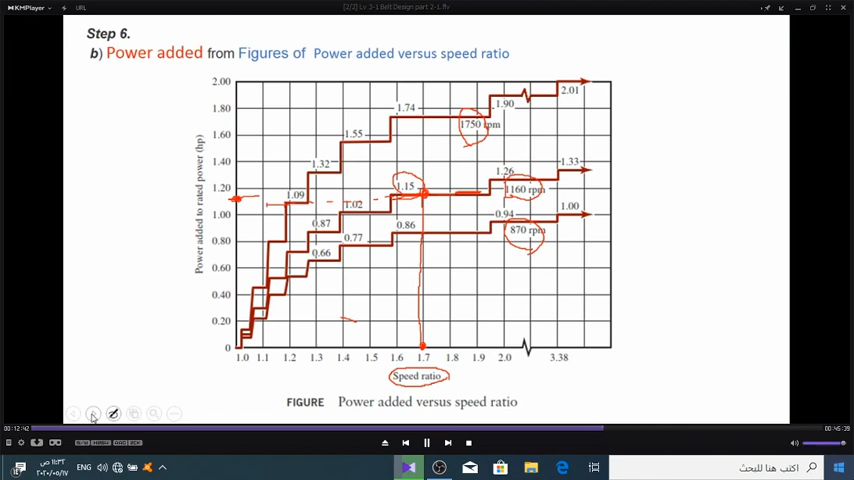 KMPlayer
URL
[2/2] Lv 3-1 Belt Design part 2-1.flv
Step 6.
b) Power added from Figures of Power added versus speed ratio
2.00
1.80
1.60
1.40
1.20
1.00
0.80
0.60
0.40
0.20
0
Power added to rated power (hp)
1.09
1.32
1.55
1.74
1.90
2.01
1750 rpm
0.87
1.02
1.15
1.26
1.33
1160 rpm
0.66
0.77
0.86
0.94
1.00
870 rpm
1.0 1.1 1.2 1.3 1.4 1.5 1.6 1.7 1.8 1.9 2.0 3.38
Speed ratio
FIGURE Power added versus speed ratio
00:12:42
00:45:39
ENG
١١:٣٢ ص
٢٠٢٠/٠٥/١٧
اكتب هنا للبحث